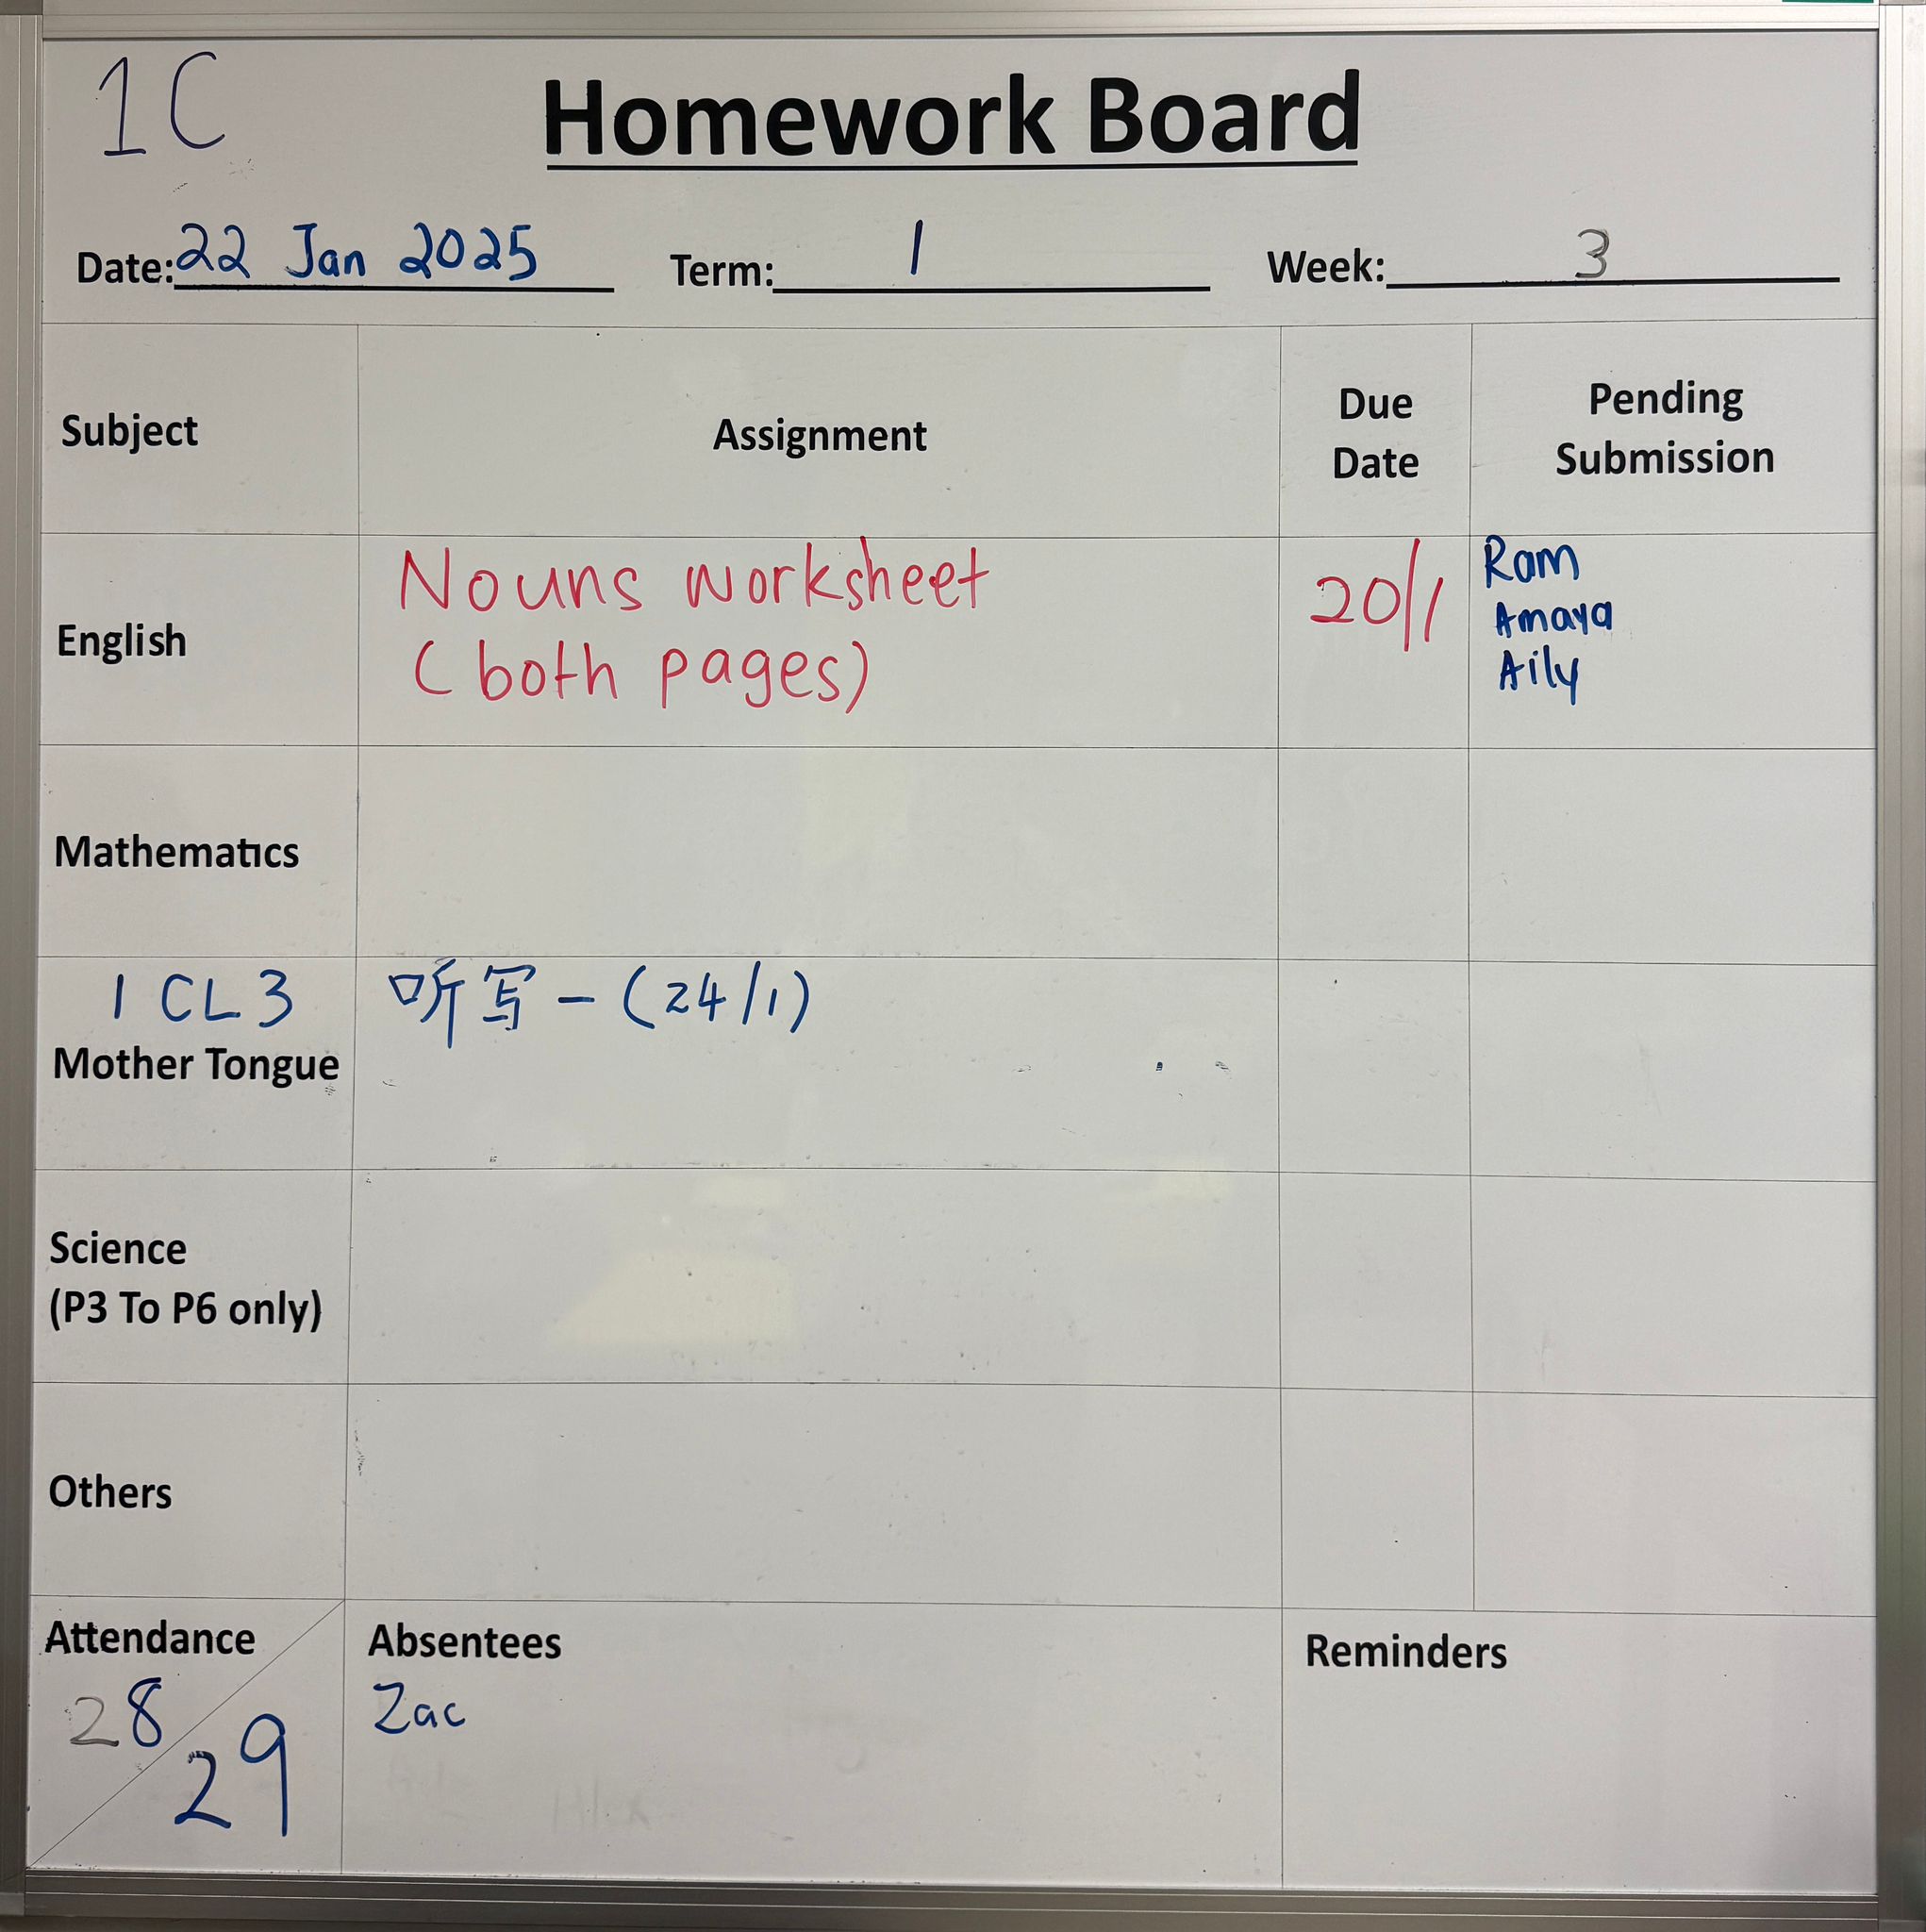 1C
Homework Board
Date: 22 Jan 2025 Term: 1 Week: 3
Subject
Assignment
Due
Date
Pending
Submission
English
Nouns worksheet
(both pages)
20/1
Ram
Amaya
Aily
Mathematics
1 CL 3
Mother Tongue
听写 - (24/1)
Science
(P3 To P6 only)
Others
Attendance
28
29
Absentees
Zac
Reminders